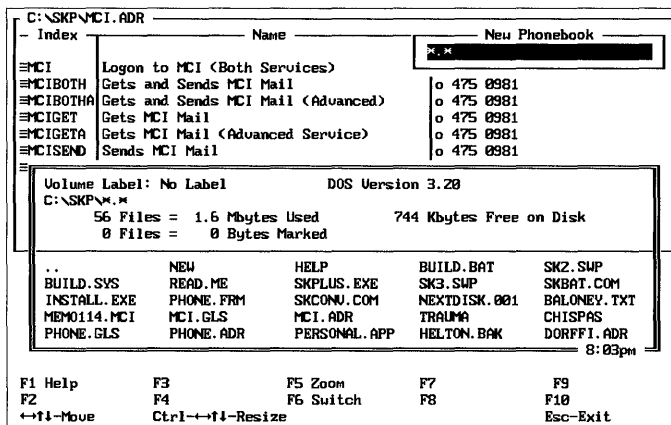 C:\SKP\MCI.ADR
Index Name New Phonebook
*.*
≡MCI Logon to MCI (Both Services)
≡MCIBOTH Gets and Sends MCI Mail o 475 0981
≡MCIBOTHA Gets and Sends MCI Mail (Advanced) o 475 0981
≡MCIGET Gets MCI Mail o 475 0981
≡MCIGETA Gets MCI Mail (Advanced Service) o 475 0981
≡MCISEND Sends MCI Mail o 475 0981
≡
Volume Label: No Label DOS Version 3.20
C:\SKP\*.*
56 Files = 1.6 Mbytes Used 744 Kbytes Free on Disk
0 Files = 0 Bytes Marked
.. NEW HELP BUILD.BAT SK2.SWP
BUILD.SYS READ.ME SKPLUS.EXE SK3.SWP SKBAT.COM
INSTALL.EXE PHONE.FRM SKCONV.COM NEXTDISK.001 BALONEY.TXT
MEMO114.MCI MCI.GLS MCI.ADR TRAUMA CHISPAS
PHONE.GLS PHONE.ADR PERSONAL.APP HELTON.BAK DORFFI.ADR
8:03pm
F1 Help F3 F5 Zoom F7 F9
F2 F4 F6 Switch F8 F10
←→↑↓-Move Ctrl-←→↑↓-Resize Esc-Exit